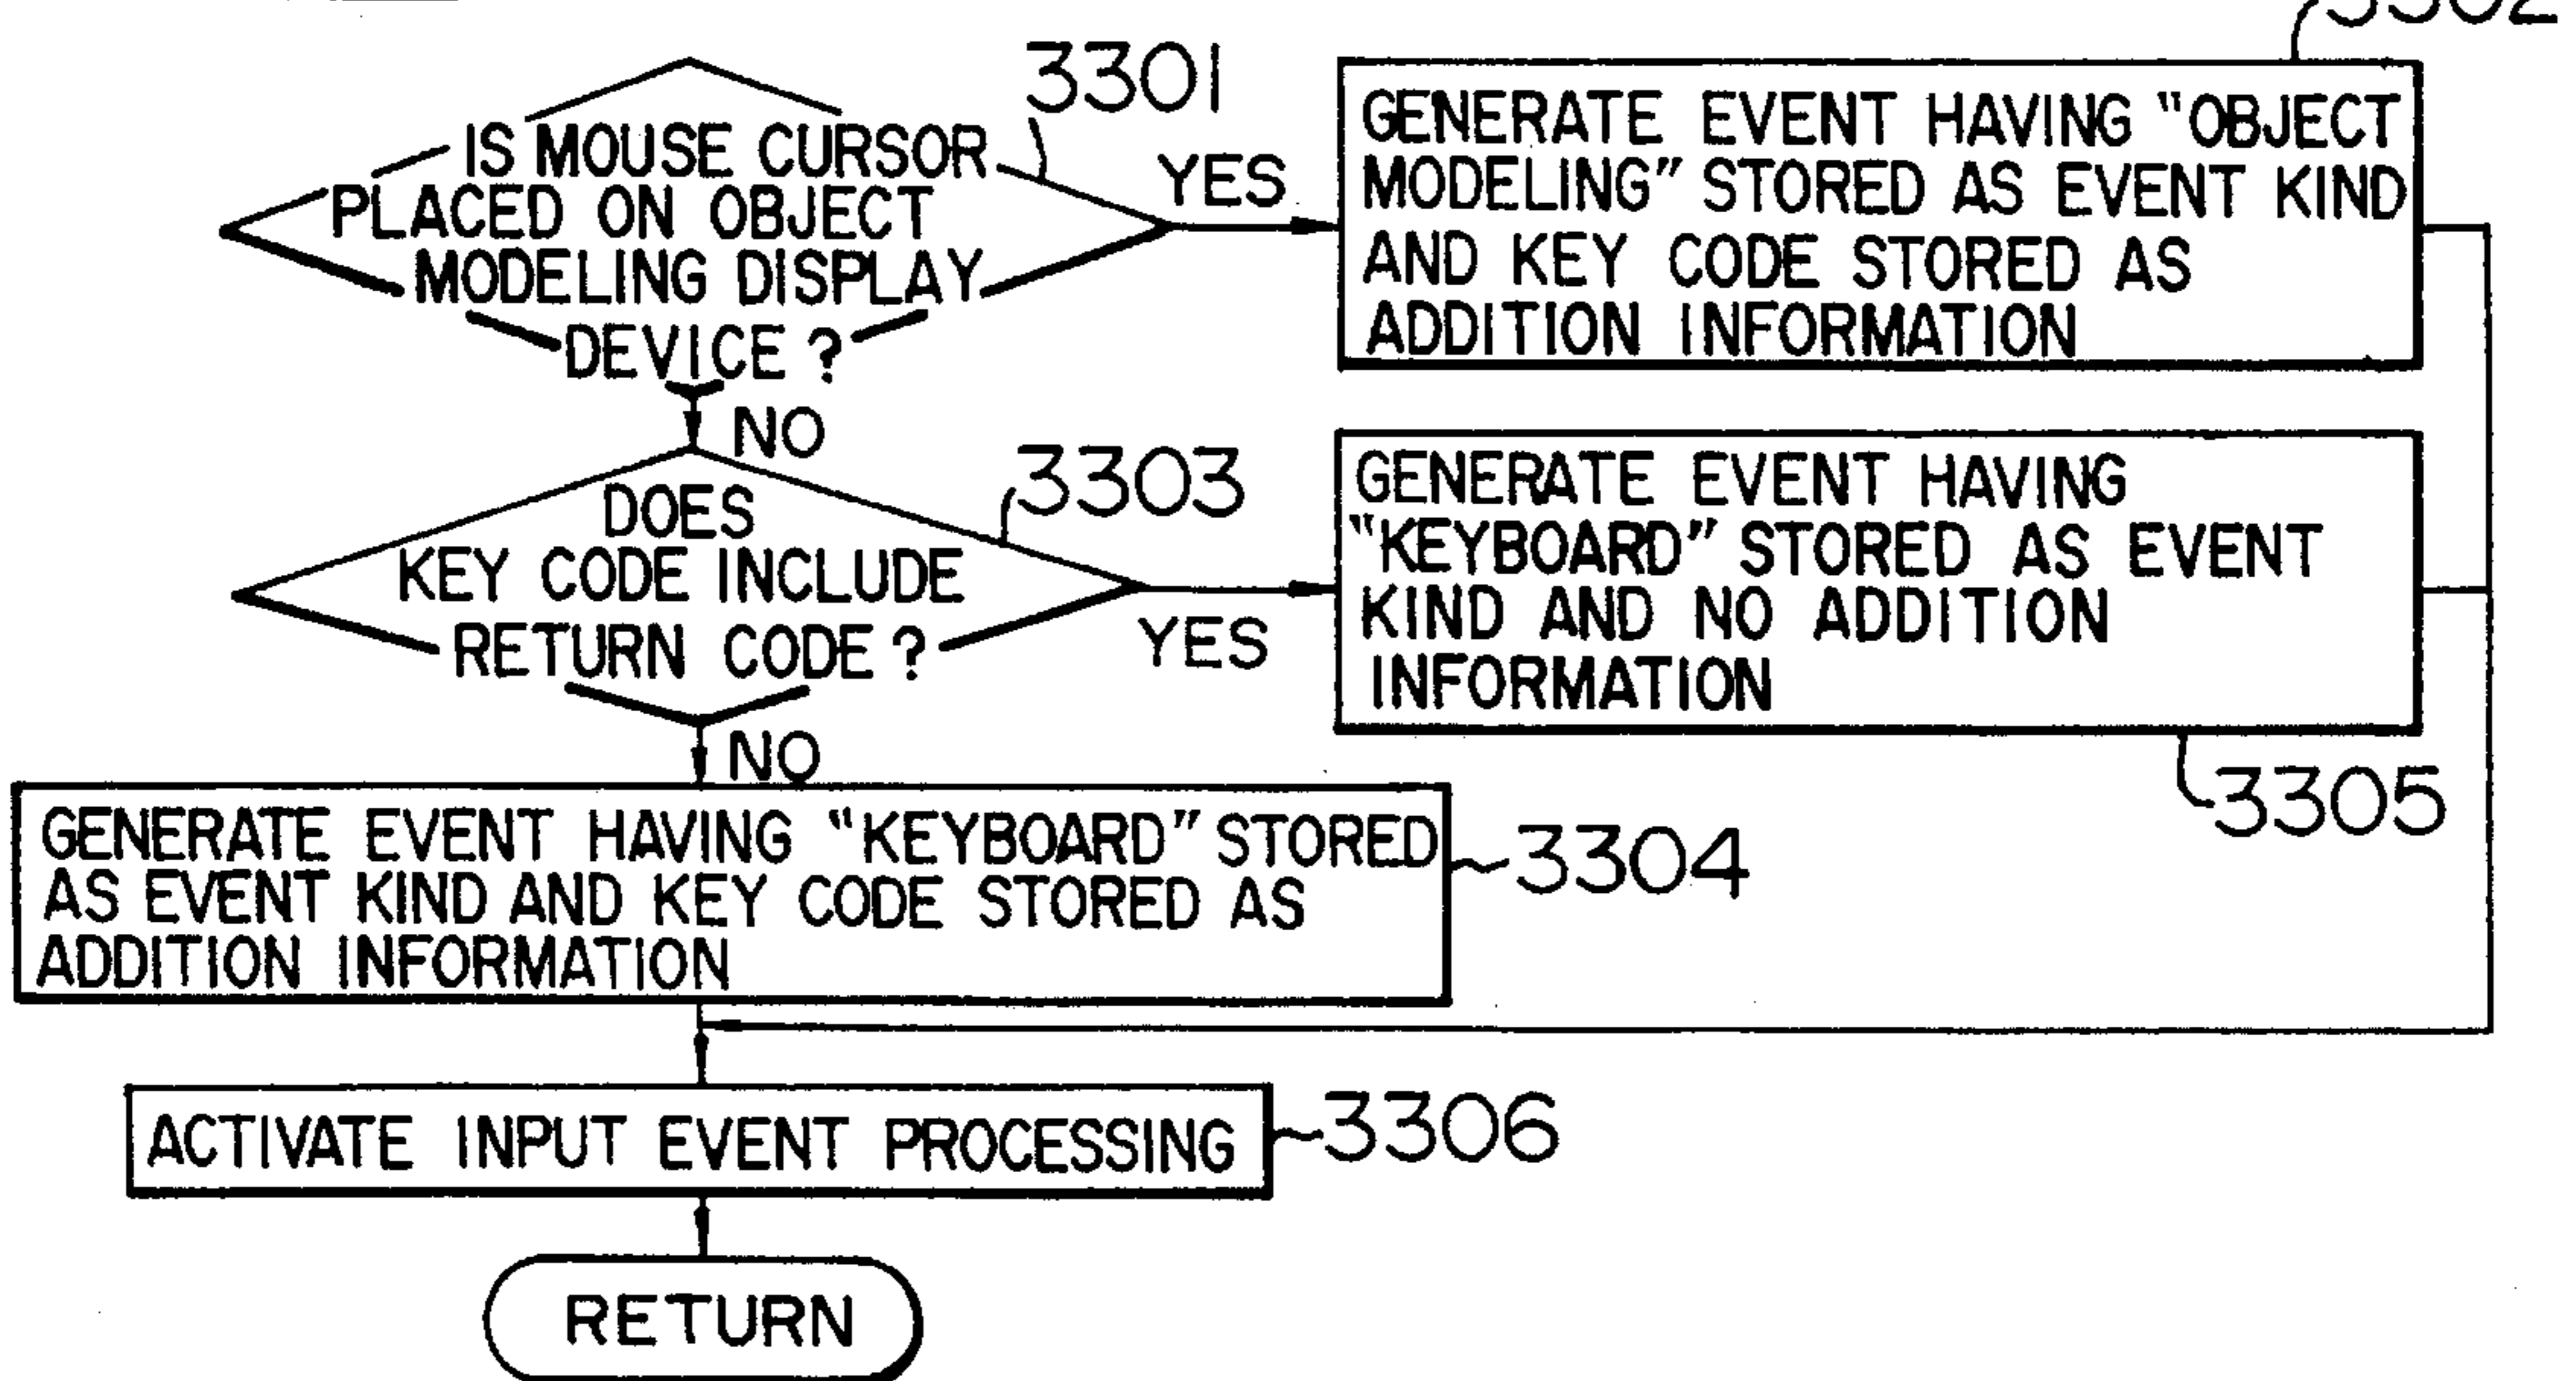 3302
3301
IS MOUSE CURSOR
PLACED ON OBJECT
MODELING DISPLAY
DEVICE ?
YES
GENERATE EVENT HAVING "OBJECT
MODELING" STORED AS EVENT KIND
AND KEY CODE STORED AS
ADDITION INFORMATION
NO
3303
DOES
KEY CODE INCLUDE
RETURN CODE ?
YES
GENERATE EVENT HAVING
"KEYBOARD" STORED AS EVENT
KIND AND NO ADDITION
INFORMATION
3305
NO
GENERATE EVENT HAVING "KEYBOARD" STORED
AS EVENT KIND AND KEY CODE STORED AS
ADDITION INFORMATION
3304
ACTIVATE INPUT EVENT PROCESSING
3306
RETURN